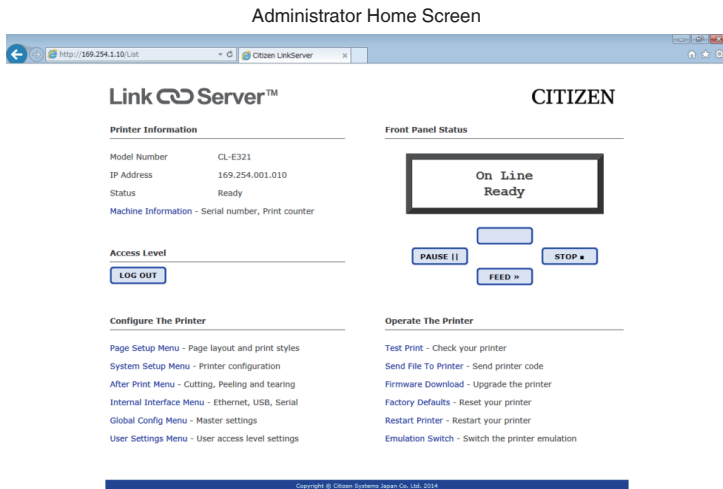 Administrator Home Screen
http://169.254.1.10/List
Citizen LinkServer
Link Server™
CITIZEN
Printer Information
Model Number CL-E321
IP Address 169.254.001.010
Status Ready
Machine Information - Serial number, Print counter
Front Panel Status
On Line
Ready
PAUSE ||
STOP ■
FEED »
Access Level
LOG OUT
Configure The Printer
Page Setup Menu - Page layout and print styles
System Setup Menu - Printer configuration
After Print Menu - Cutting, Peeling and tearing
Internal Interface Menu - Ethernet, USB, Serial
Global Config Menu - Master settings
User Settings Menu - User access level settings
Operate The Printer
Test Print - Check your printer
Send File To Printer - Send printer code
Firmware Download - Upgrade the printer
Factory Defaults - Reset your printer
Restart Printer - Restart your printer
Emulation Switch - Switch the printer emulation
Copyright © Citizen Systems Japan Co. Ltd. 2014